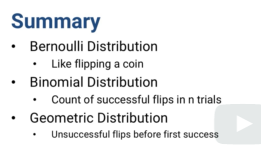 Summary
• Bernoulli Distribution
• Like flipping a coin
• Binomial Distribution
• Count of successful flips in n trials
• Geometric Distribution
• Unsuccessful flips before first success